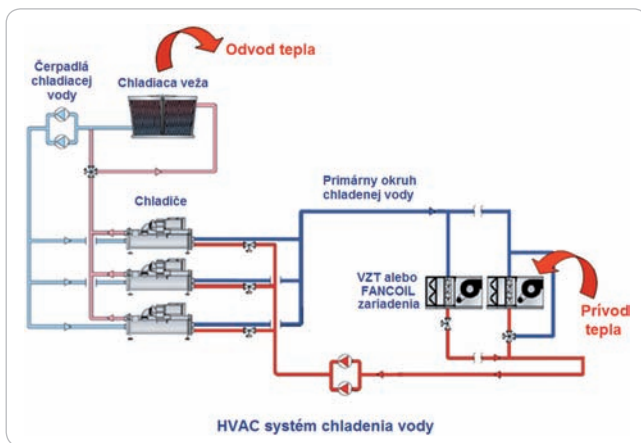 Odvod tepla
Čerpadlá
chladiacej
vody
Chladiaca veža
Chladiče
Primárny okruh
chladenej vody
VZT alebo
FANCOIL
zariadenia
Prívod
tepla
HVAC systém chladenia vody